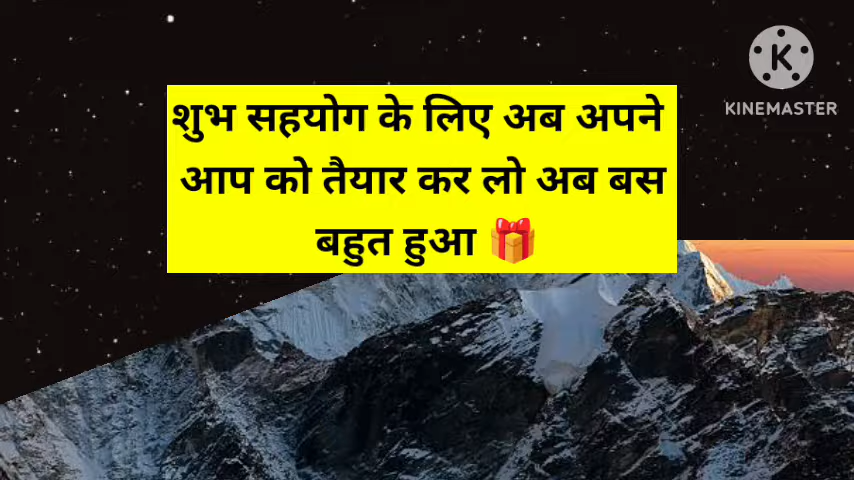 शुभ सहयोग के लिए अब अपने
आप को तैयार कर लो अब बस
बहुत हुआ 🎁
K
KINEMASTER